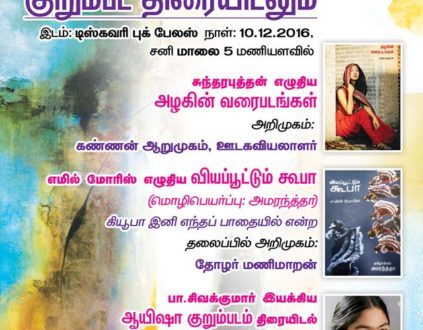 குறும்பட திரையிடலும்
இடம்: டிஸ்கவரி புக் பேலஸ் நாள்: 10.12.2016,
சனி மாலை 5 மணியளவில்
சுந்தரபுத்தன் எழுதிய
அழகின் வரைபடங்கள்
அறிமுகம்:
கண்ணன் ஆறுமுகம், ஊடகவியலாளர்
எமில் மோரிஸ் எழுதிய வியப்பூட்டும் கூபா
(மொழிபெயர்ப்பு: அமரந்த்தா)
கியூபா இனி எந்தப் பாதையில் என்ற
தலைப்பில் அறிமுகம்:
தோழர் மணிமாறன்
பா.சிவக்குமார் இயக்கிய
ஆயிஷா குறும்படம் திரையிடல்
அழகின்
வரைபடங்கள்
வியப்பூட்டும்
கூபா